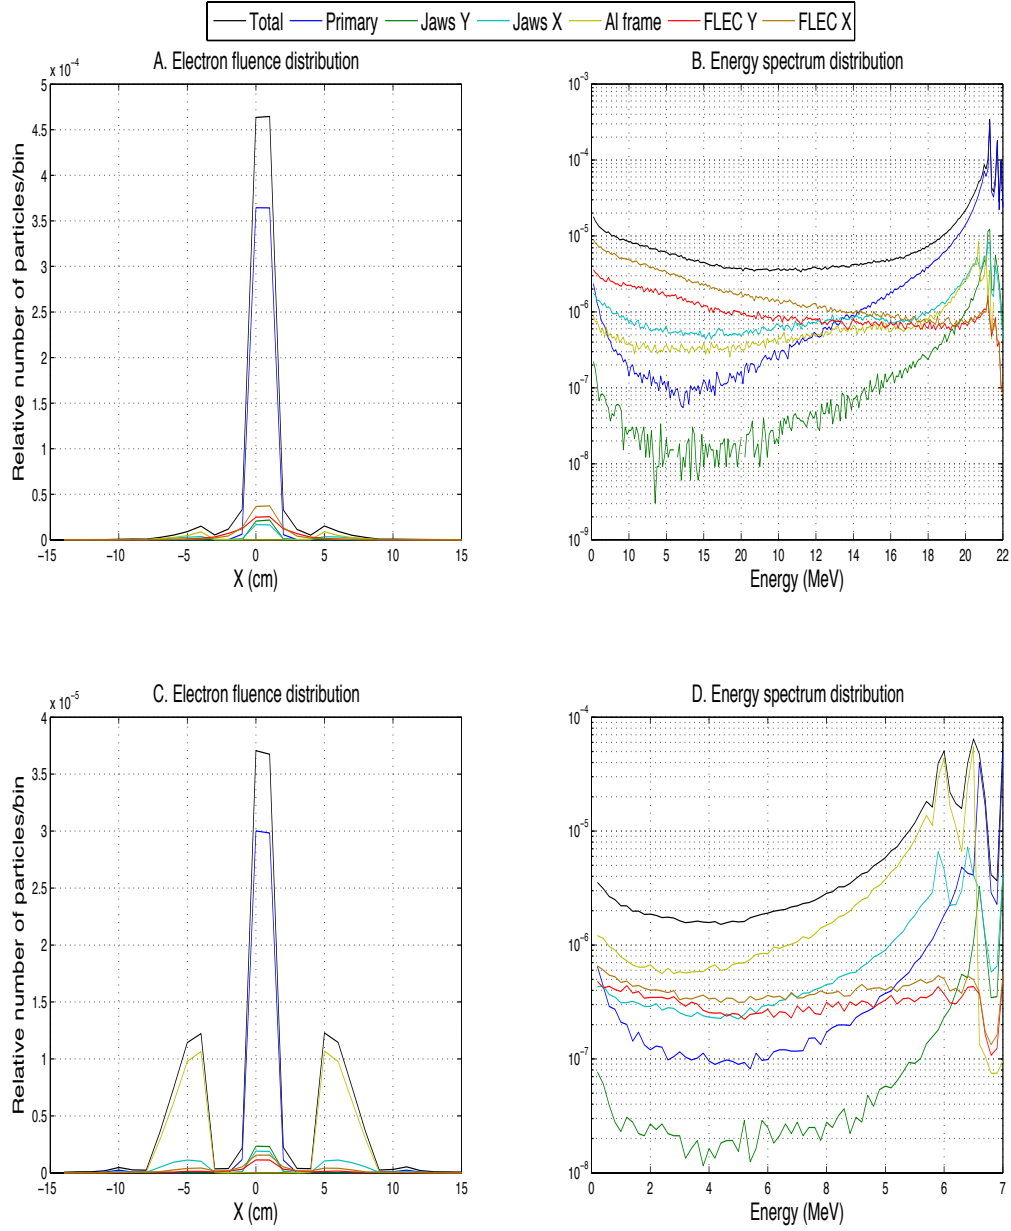 Total Primary Jaws Y Jaws X Al frame FLEC Y FLEC X
A. Electron fluence distribution
x 10⁻⁴
5
4.5
4
3.5
3
2.5
2
1.5
1
0.5
0
−15 −10 −5 0 5 10 15
X (cm)
Relative number of particles/bin
B. Energy spectrum distribution
10⁻³
10⁻⁴
10⁻⁵
10⁻⁶
10⁻⁷
10⁻⁸
10⁻⁹
0 10 5 15 20 10 12 14 16 18 20 22
Energy (MeV)
C. Electron fluence distribution
x 10⁻⁵
4
3.5
3
2.5
2
1.5
1
0.5
0
−15 −10 −5 0 5 10 15
X (cm)
Relative number of particles/bin
D. Energy spectrum distribution
10⁻⁴
10⁻⁵
10⁻⁶
10⁻⁷
10⁻⁸
0 2 4 6 8 5 6 7
Energy (MeV)